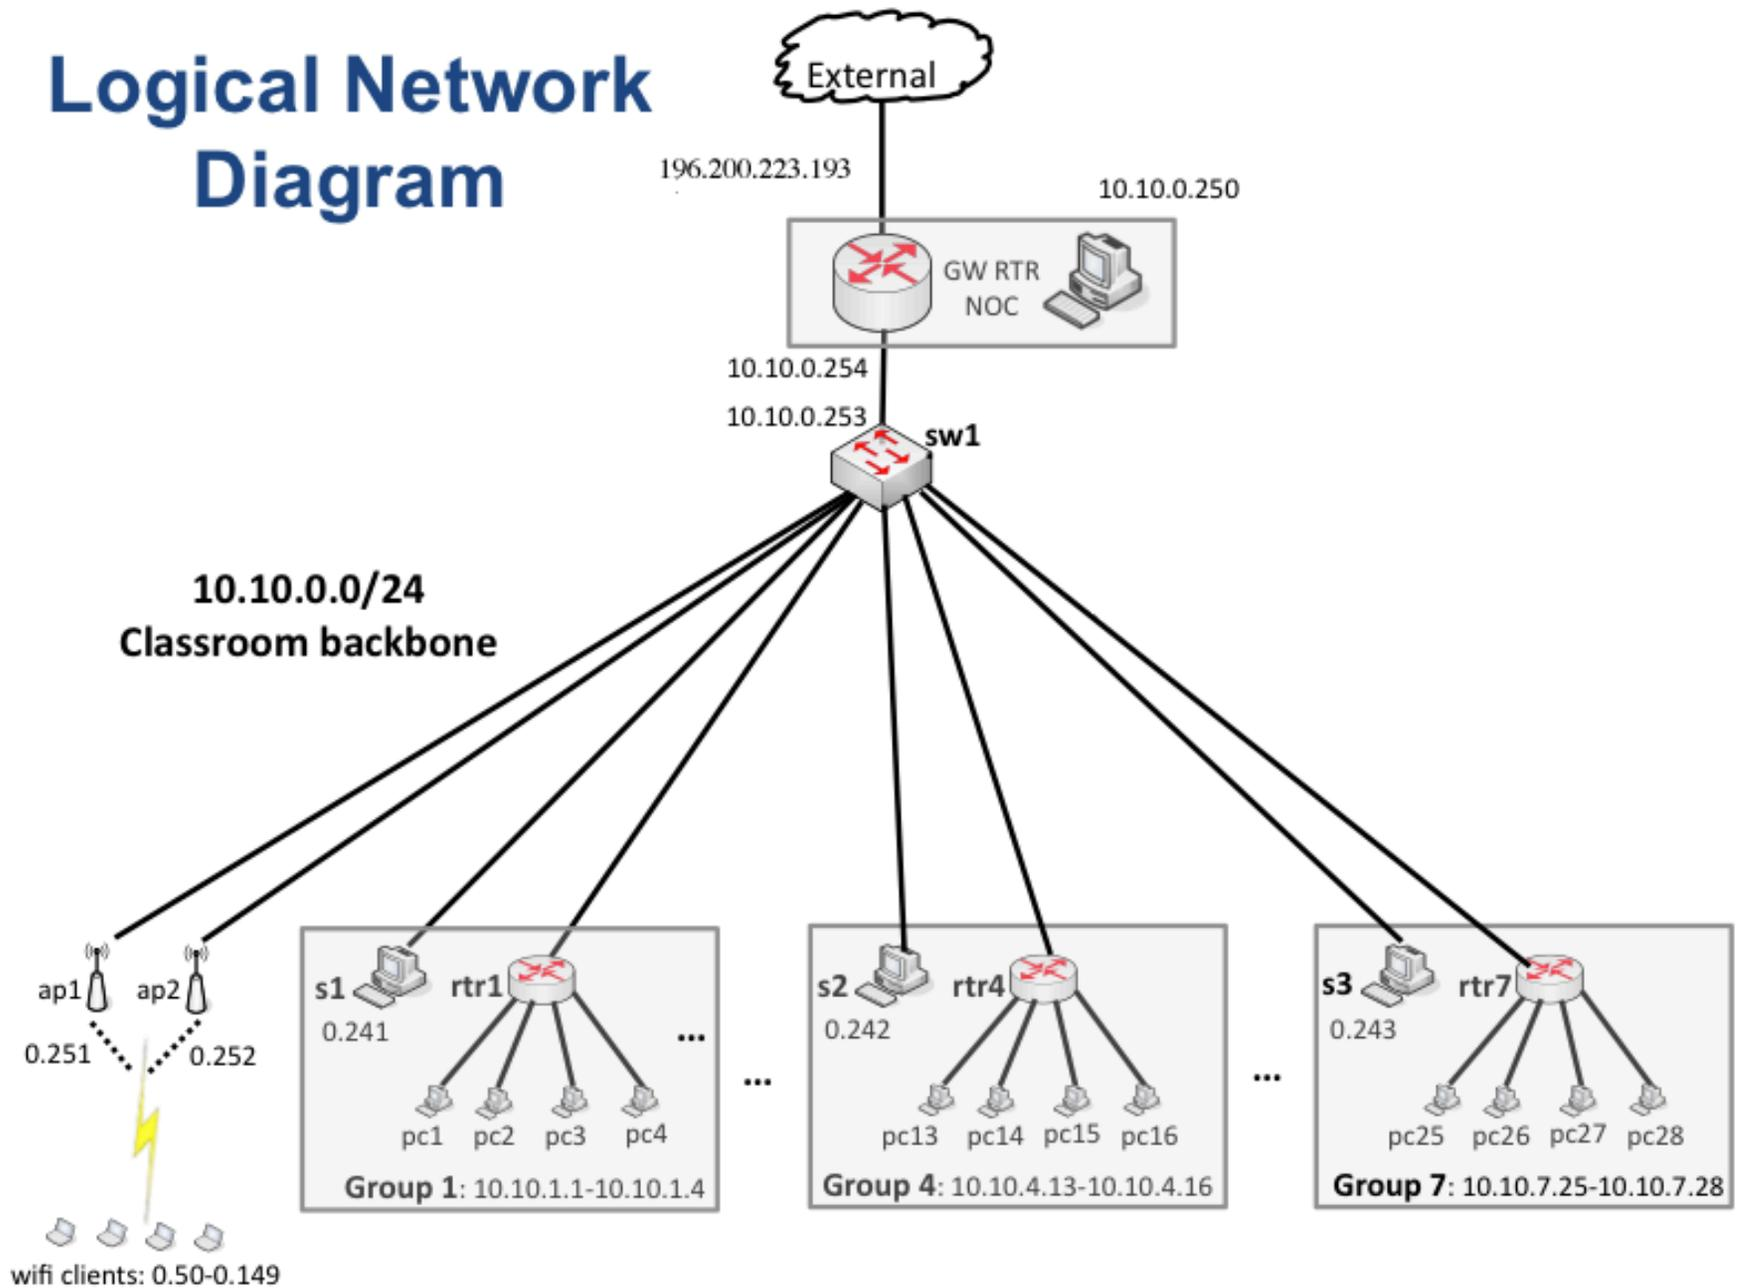 Logical Network
Diagram
External
196.200.223.193
10.10.0.250
GW RTR
NOC
10.10.0.254
10.10.0.253
sw1
10.10.0.0/24
Classroom backbone
ap1
ap2
0.251
0.252
wifi clients: 0.50-0.149
s1
0.241
rtr1
...
pc1
pc2
pc3
pc4
Group 1: 10.10.1.1-10.10.1.4
...
s2
0.242
rtr4
pc13
pc14
pc15
pc16
Group 4: 10.10.4.13-10.10.4.16
...
s3
0.243
rtr7
pc25
pc26
pc27
pc28
Group 7: 10.10.7.25-10.10.7.28